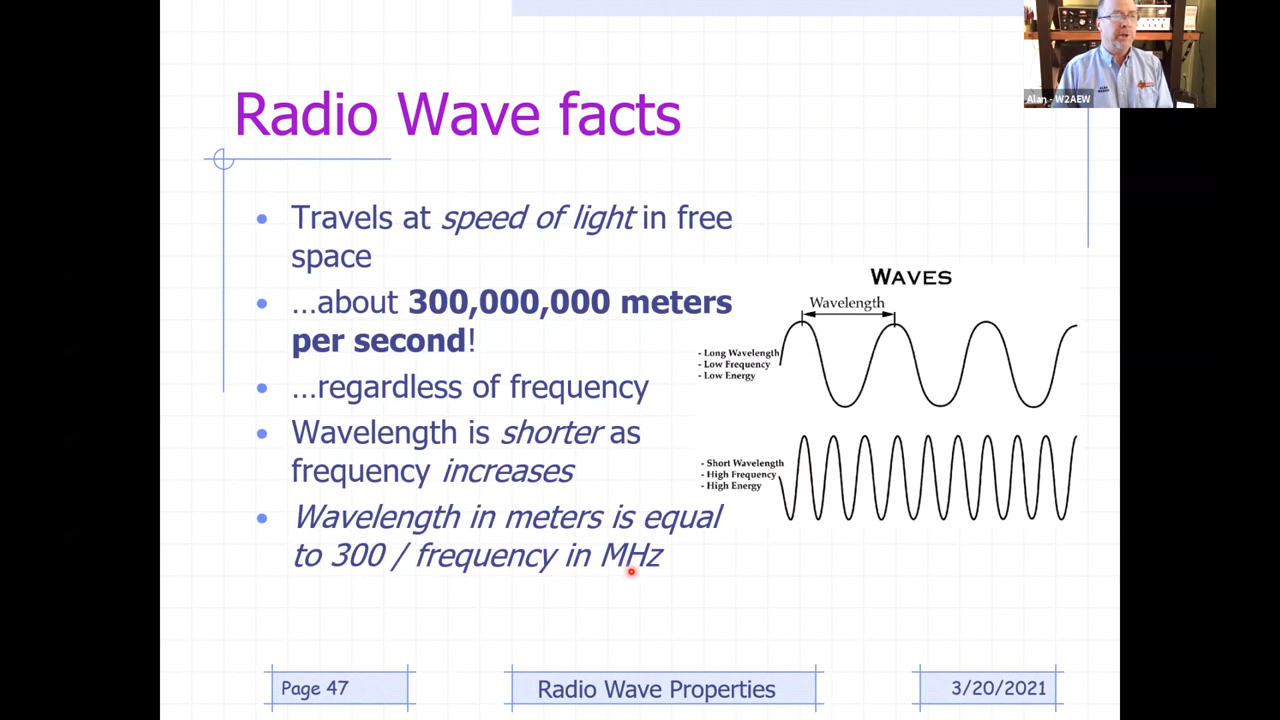 Alan - W2AEW
Radio Wave facts
• Travels at speed of light in free
space
• …about 300,000,000 meters
per second!
• …regardless of frequency
• Wavelength is shorter as
frequency increases
• Wavelength in meters is equal
to 300 / frequency in MHz
WAVES
Wavelength
- Long Wavelength
- Low Frequency
- Low Energy
- Short Wavelength
- High Frequency
- High Energy
Page 47
Radio Wave Properties
3/20/2021